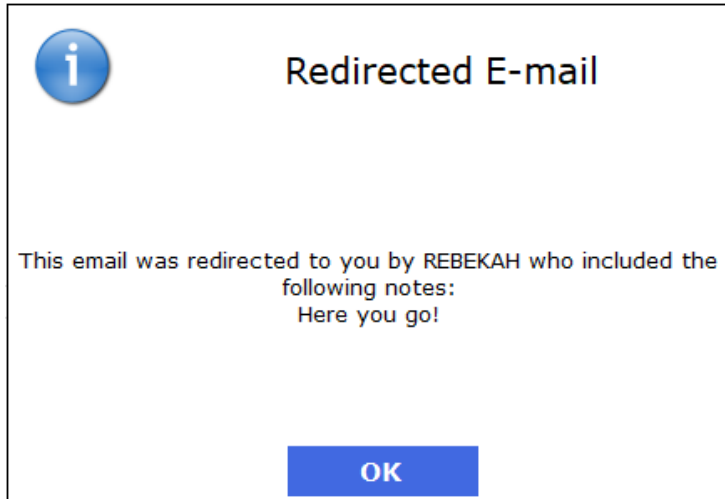 Redirected E-mail
This email was redirected to you by REBEKAH who included the
following notes:
Here you go!
OK